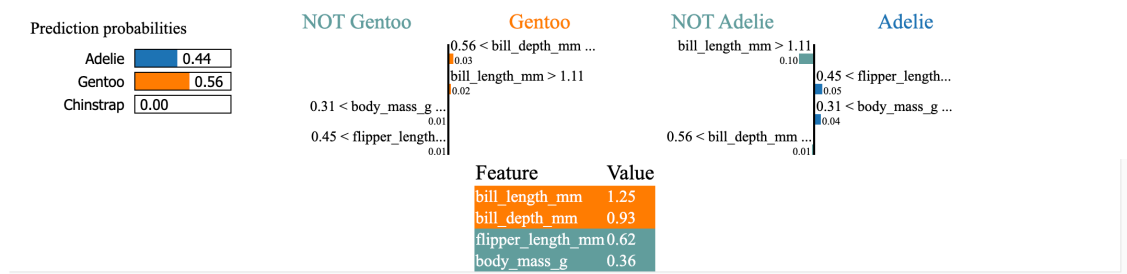 Prediction probabilities
Adelie 0.44
Gentoo 0.56
Chinstrap 0.00
NOT Gentoo Gentoo
0.56 < bill_depth_mm ...
0.03
bill_length_mm > 1.11
0.02
0.31 < body_mass_g ...
0.01
0.45 < flipper_length...
0.01
NOT Adelie Adelie
bill_length_mm > 1.11
0.10
0.45 < flipper_length...
0.05
0.31 < body_mass_g ...
0.04
0.56 < bill_depth_mm ...
0.01
Feature Value
bill_length_mm 1.25
bill_depth_mm 0.93
flipper_length_mm 0.62
body_mass_g 0.36